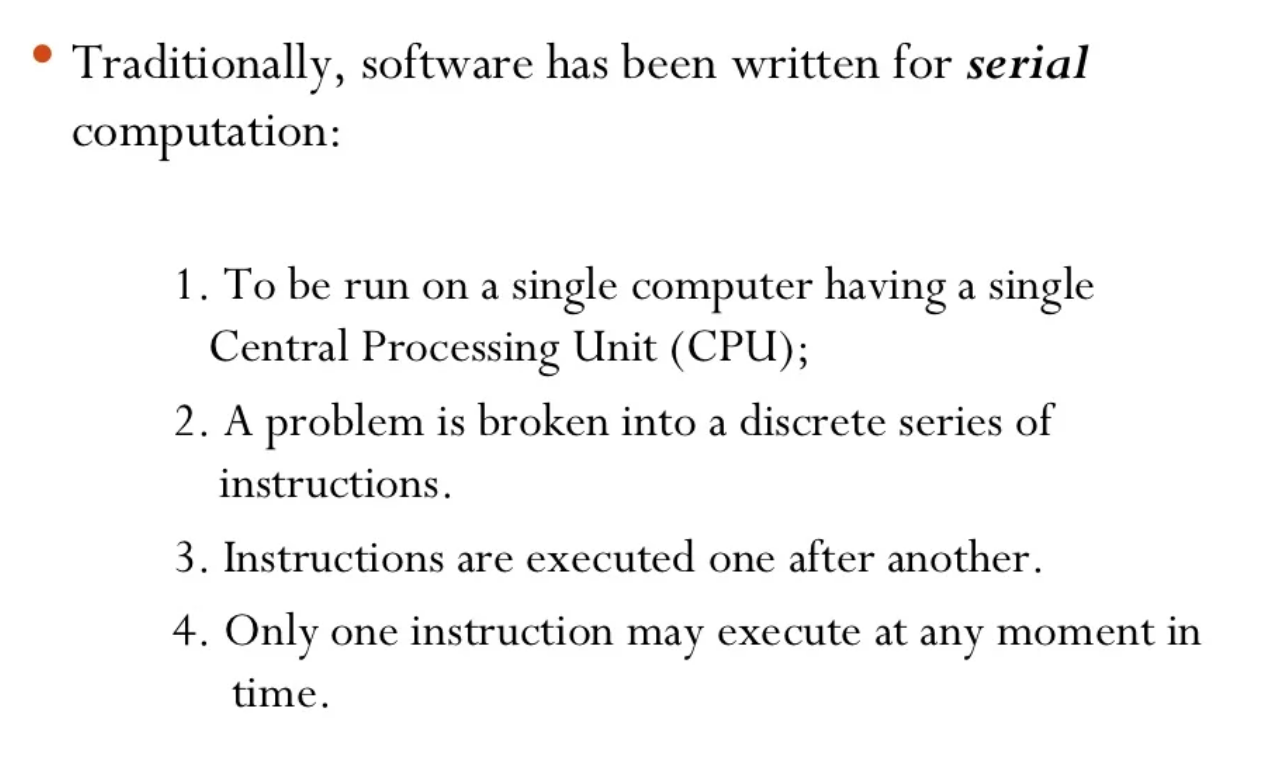 • Traditionally, software has been written for serial
computation:
1. To be run on a single computer having a single
Central Processing Unit (CPU);
2. A problem is broken into a discrete series of
instructions.
3. Instructions are executed one after another.
4. Only one instruction may execute at any moment in
time.